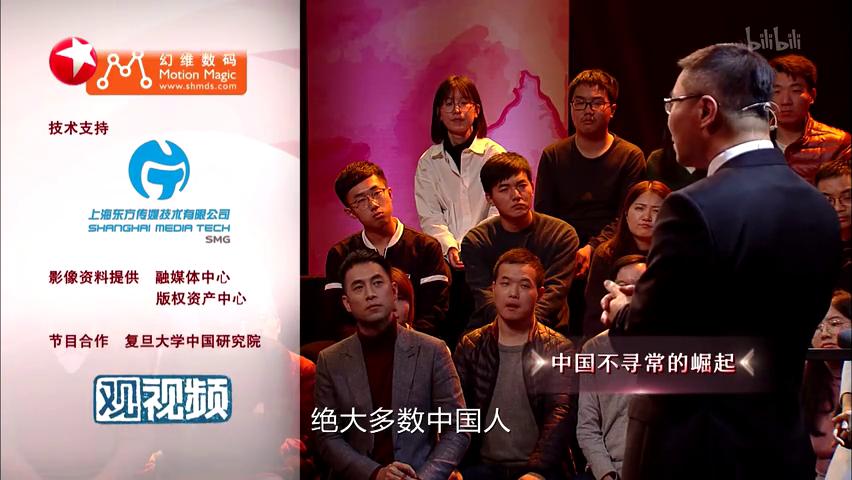 幻维数码
Motion Magic
www.shmds.com
技术支持
上海东方传媒技术有限公司
SHANGHAI MEDIA TECH
SMG
影像资料提供 融媒体中心
版权资产中心
节目合作 复旦大学中国研究院
观视频
bilibili
中国不寻常的崛起
绝大多数中国人